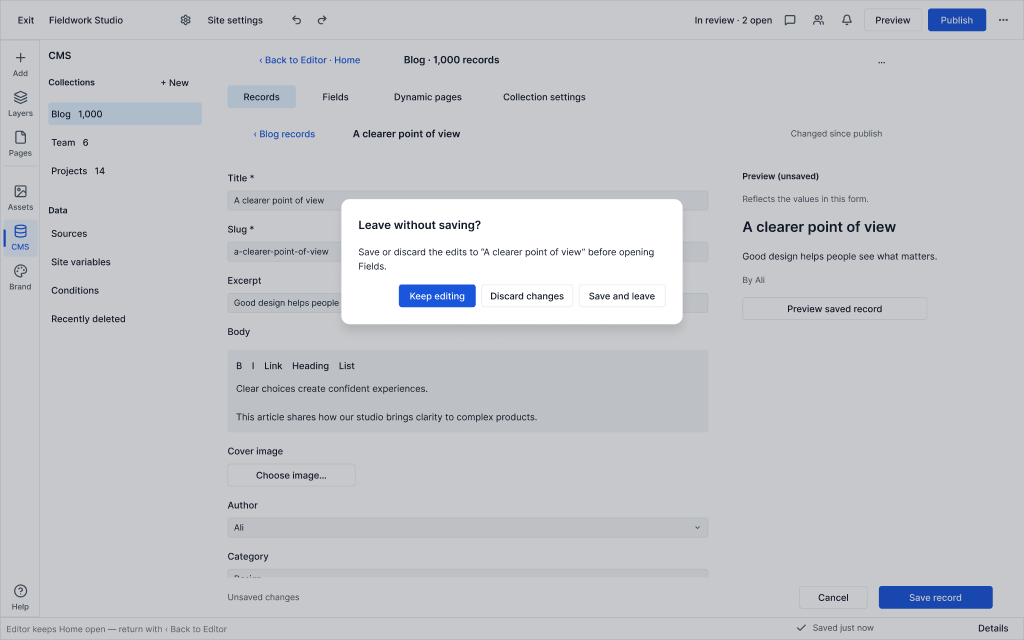 Exit Fieldwork Studio Site settings In review · 2 open Preview Publish ...
CMS
‹ Back to Editor · Home Blog · 1,000 records ...
Add
Collections + New
Records Fields Dynamic pages Collection settings
Layers
Blog 1,000
‹ Blog records A clearer point of view Changed since publish
Team 6
Pages
Projects 14
Title * Preview (unsaved)
A clearer point of view Reflects the values in this form.
Assets
Data
Slug * A clearer point of view
Sources
CMS
a-clearer-point-of-view Good design helps people see what matters.
Site variables
Excerpt By Ali
Brand
Conditions
Good design helps people Preview saved record
Recently deleted
Leave without saving?
Save or discard the edits to “A clearer point of view” before opening
Fields.
Keep editing Discard changes Save and leave
Body
B I Link Heading List
Clear choices create confident experiences.
This article shares how our studio brings clarity to complex products.
Cover image
Choose image...
Author
Ali
Category
Design
Help
Unsaved changes Cancel Save record
Editor keeps Home open — return with ‹ Back to Editor Saved just now Details